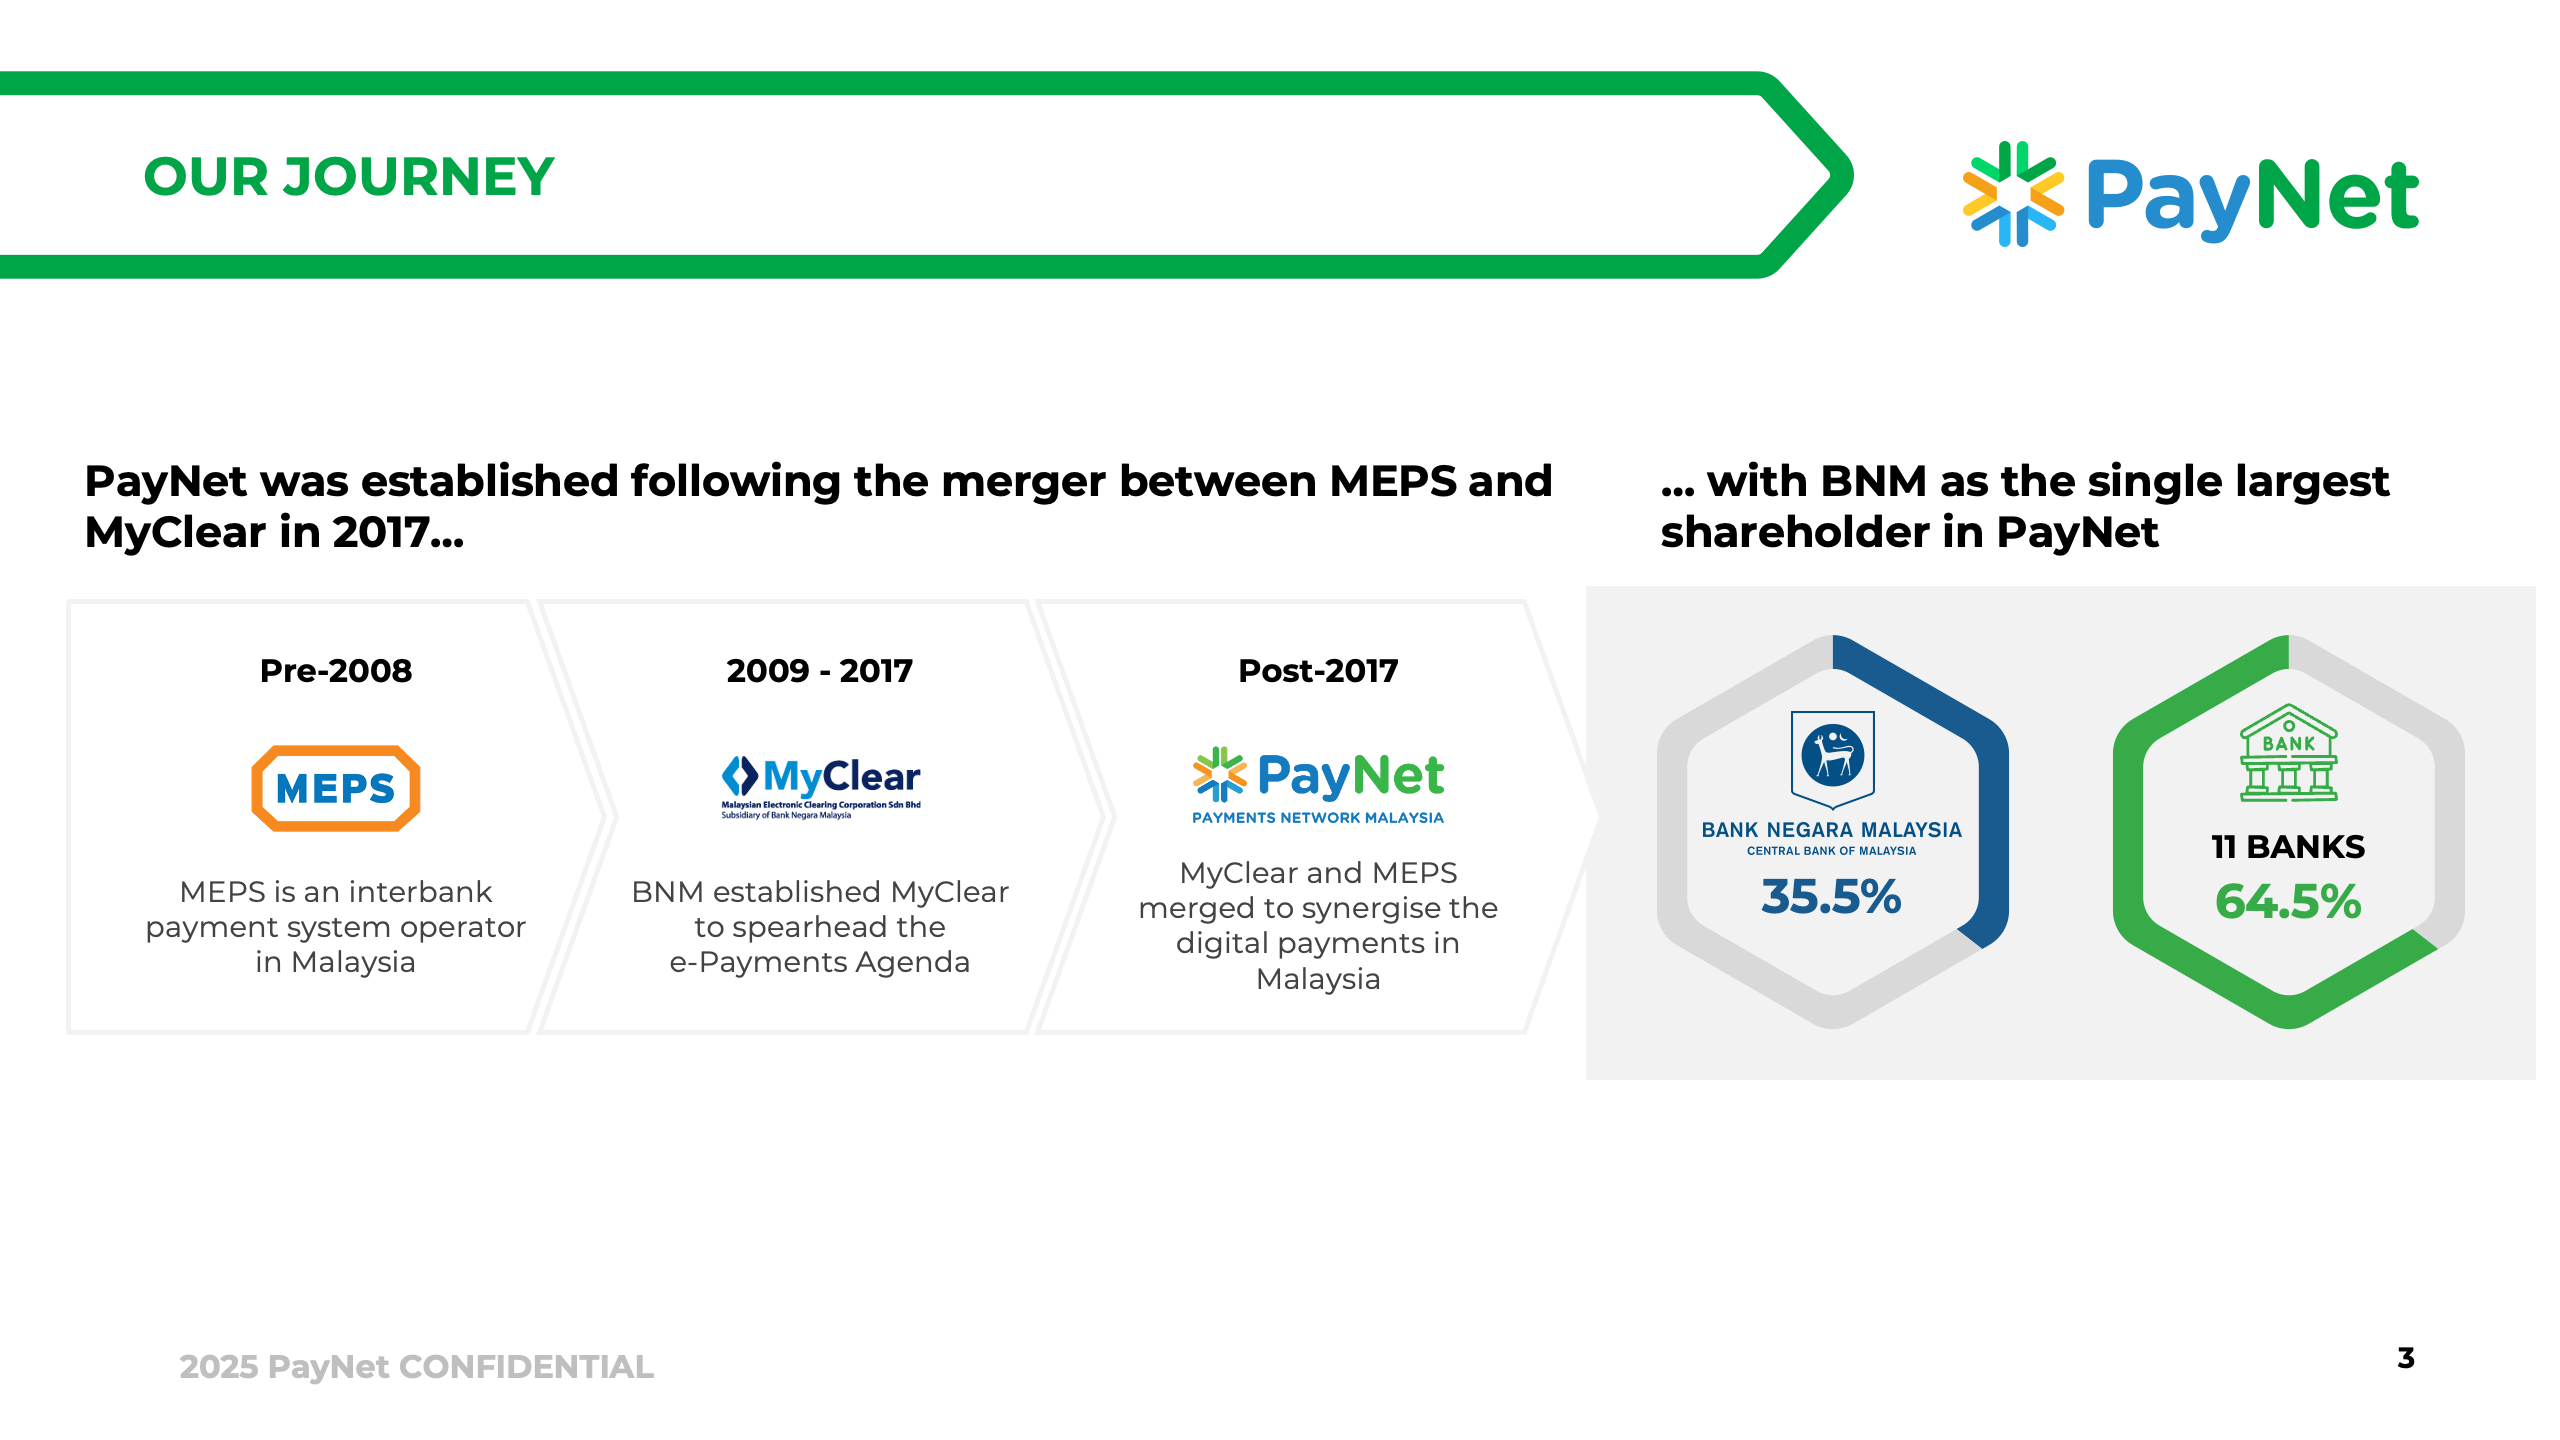 OUR JOURNEY
PayNet
PayNet was established following the merger between MEPS and
MyClear in 2017...
... with BNM as the single largest
shareholder in PayNet
Pre-2008
MEPS
MEPS is an interbank
payment system operator
in Malaysia
2009 - 2017
MyClear
Malaysian Electronic Clearing Corporation Sdn Bhd
Subsidiary of Bank Negara Malaysia
BNM established MyClear
to spearhead the
e-Payments Agenda
Post-2017
PayNet
PAYMENTS NETWORK MALAYSIA
MyClear and MEPS
merged to synergise the
digital payments in
Malaysia
BANK NEGARA MALAYSIA
CENTRAL BANK OF MALAYSIA
35.5%
BANK
11 BANKS
64.5%
2025 PayNet CONFIDENTIAL
3